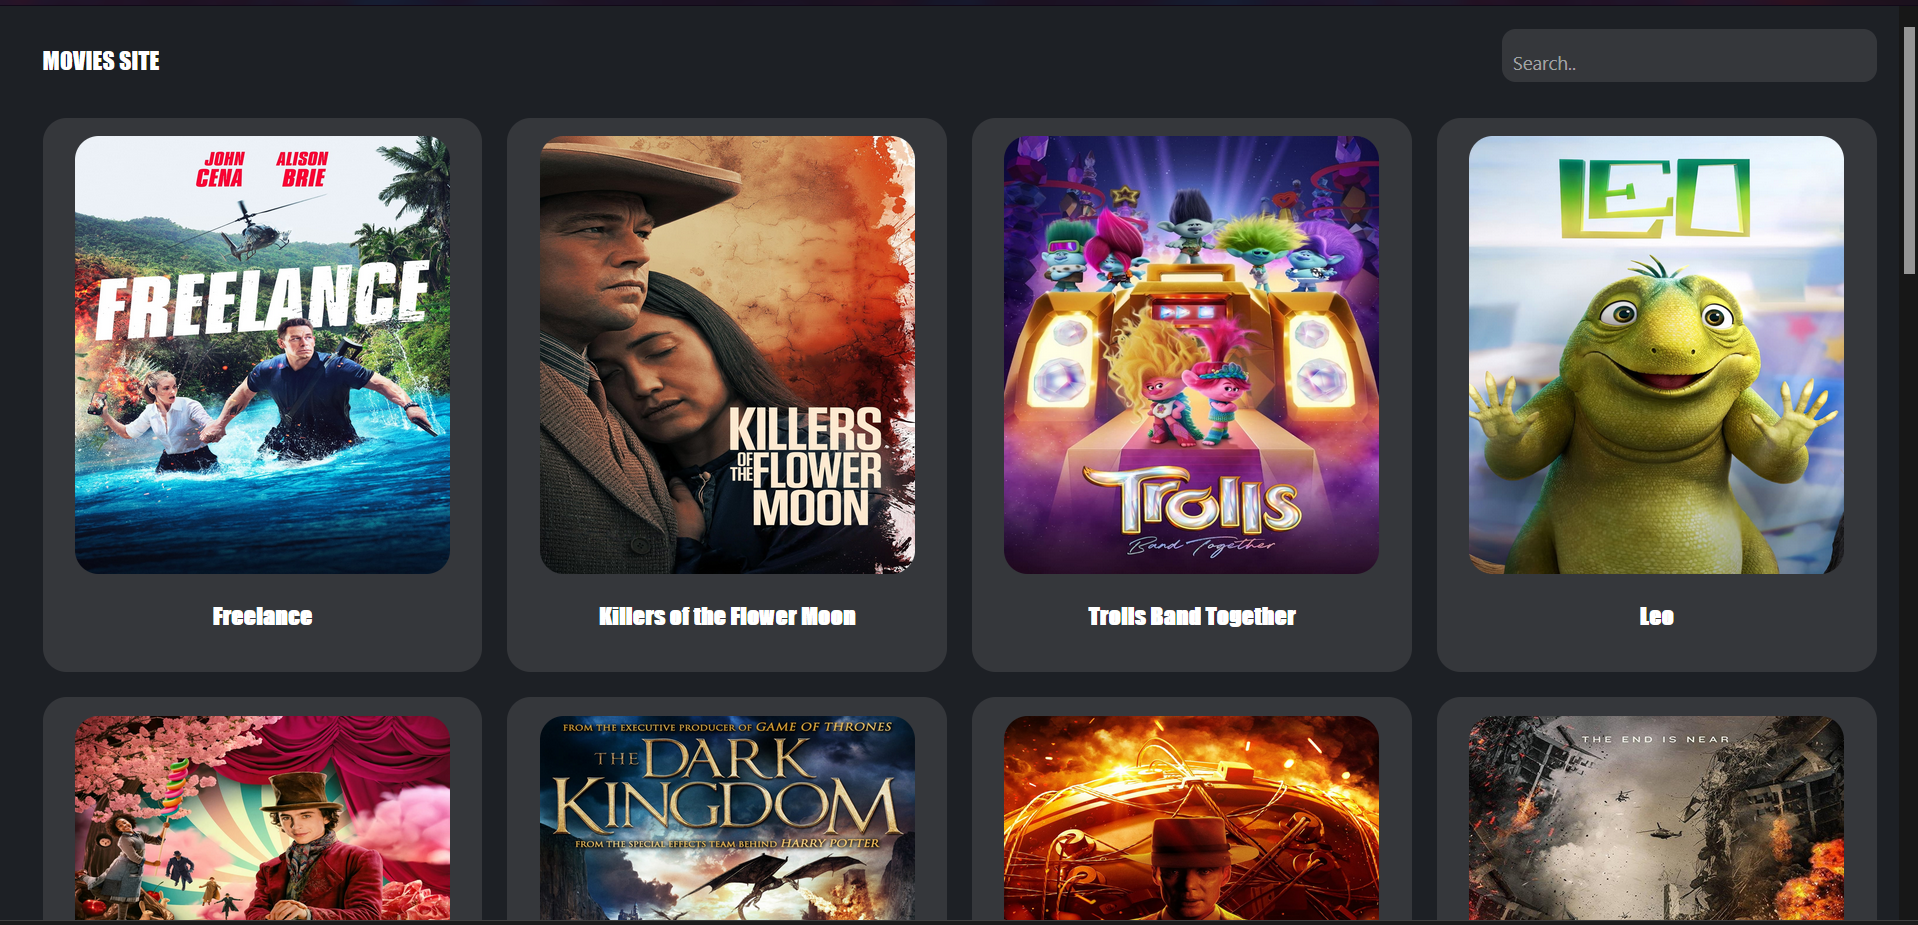 MOVIES SITE
Search..
JOHN CENA
ALISON BRIE
FREELANCE
KILLERS
OF THE FLOWER
MOON
Trolls
Band Together
LEO
Freelance
Killers of the Flower Moon
Trolls Band Together
Leo
FROM THE EXECUTIVE PRODUCER OF GAME OF THRONES
THE DARK
KINGDOM
FROM THE SPECIAL EFFECTS TEAM BEHIND HARRY POTTER
THE END IS NEAR